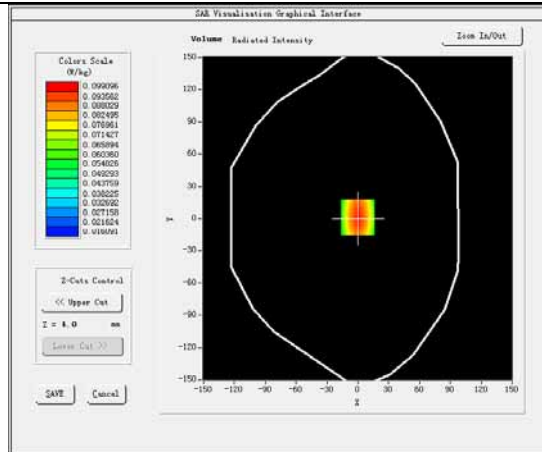 SAR Visualisation Graphical Interface
Volume Radiated Intensity
Zoom In/Out
Colors Scale
(W/kg)
0.099096
0.093562
0.088029
0.082495
0.076961
0.071427
0.065894
0.060360
0.054826
0.049293
0.043759
0.038225
0.032692
0.027158
0.021624
0.016091
150
120
90
60
30
0
-30
-60
-90
-120
-150
Y
-150 -120 -90 -60 -30 0 30 60 90 120 150
X
Z-Cuts Control
<< Upper Cut
Z = 4.0 mm
Lower Cut >>
SAVE Cancel